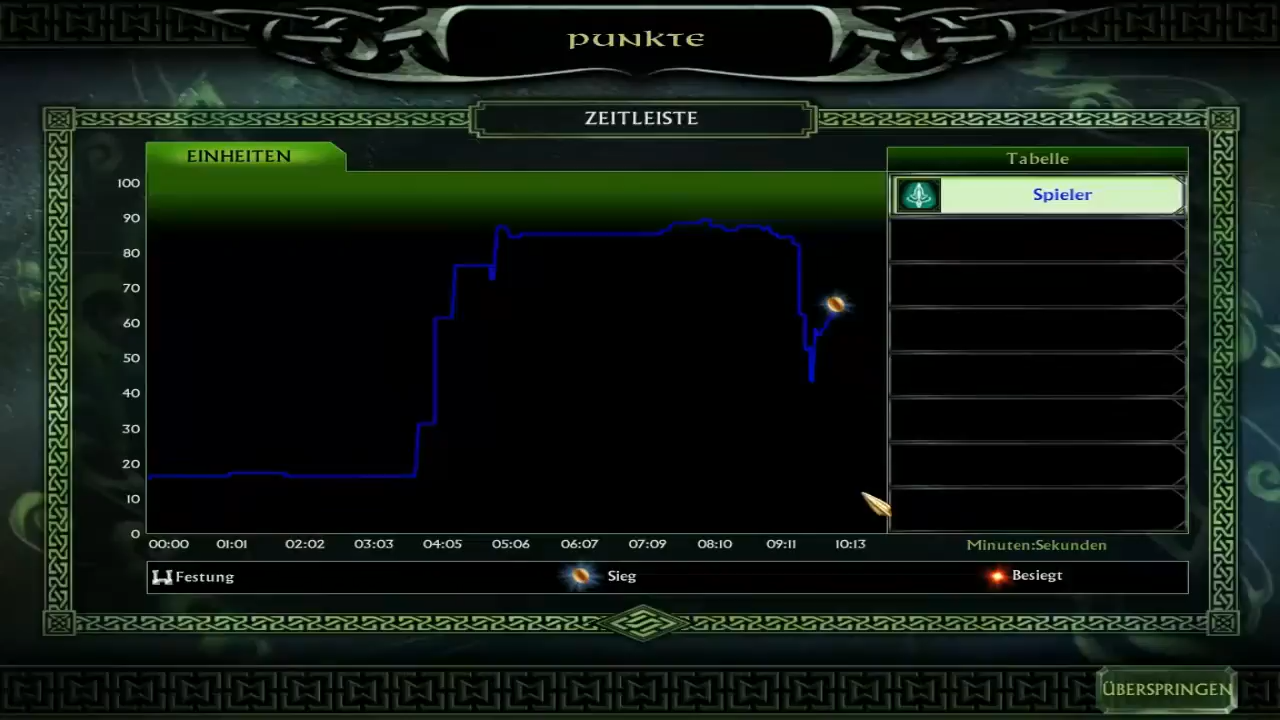 PUNKTE
ZEITLEISTE
EINHEITEN
Tabelle
Spieler
100
90
80
70
60
50
40
30
20
10
0
00:00 01:01 02:02 03:03 04:05 05:06 06:07 07:09 08:10 09:11 10:13
Minuten:Sekunden
Festung Sieg Besiegt
ÜBERSPRINGEN